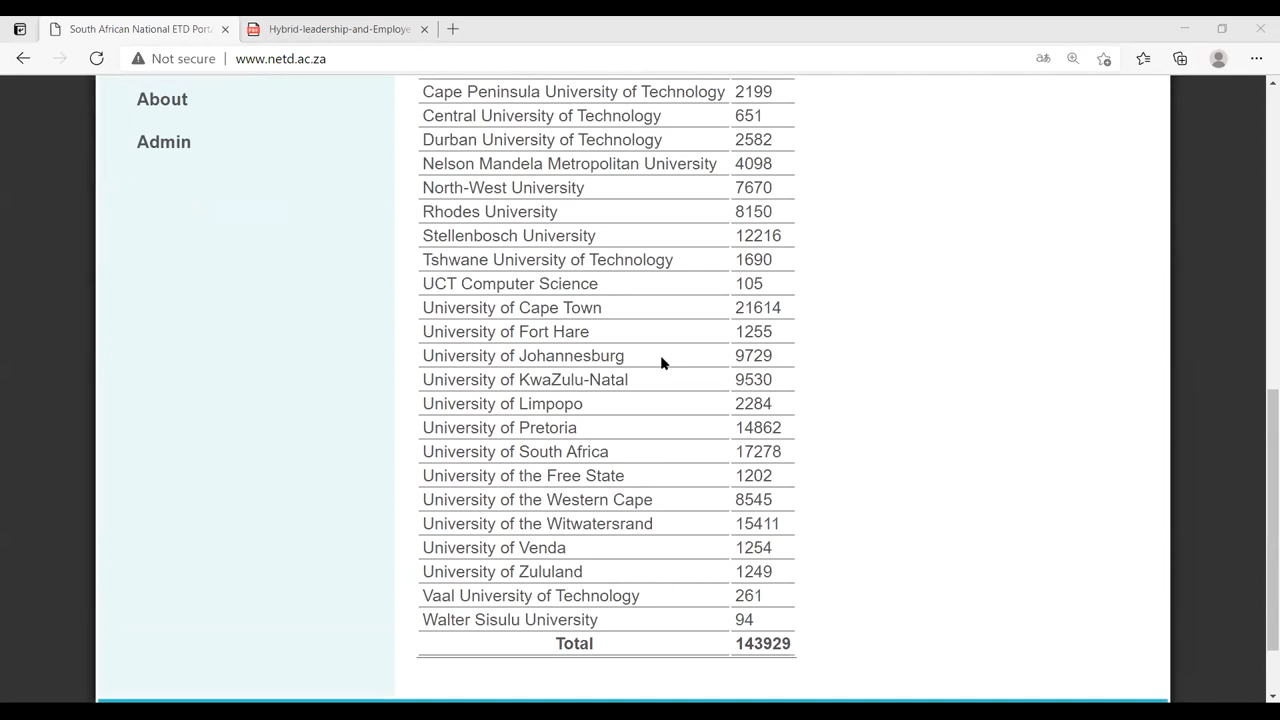 South African National ETD Port
Hybrid-leadership-and-Employe
Not secure www.netd.ac.za
About
Admin
Cape Peninsula University of Technology 2199
Central University of Technology 651
Durban University of Technology 2582
Nelson Mandela Metropolitan University 4098
North-West University 7670
Rhodes University 8150
Stellenbosch University 12216
Tshwane University of Technology 1690
UCT Computer Science 105
University of Cape Town 21614
University of Fort Hare 1255
University of Johannesburg 9729
University of KwaZulu-Natal 9530
University of Limpopo 2284
University of Pretoria 14862
University of South Africa 17278
University of the Free State 1202
University of the Western Cape 8545
University of the Witwatersrand 15411
University of Venda 1254
University of Zululand 1249
Vaal University of Technology 261
Walter Sisulu University 94
Total 143929